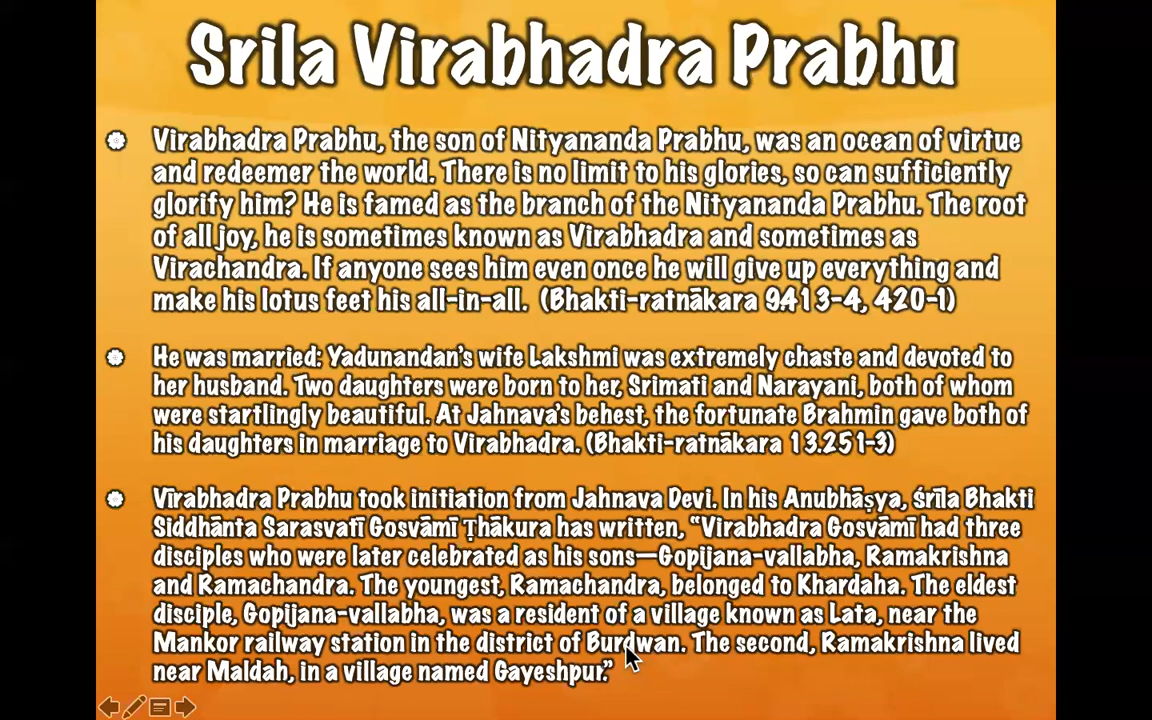 Srila Virabhadra Prabhu
Virabhadra Prabhu, the son of Nityananda Prabhu, was an ocean of virtue
and redeemer the world. There is no limit to his glories, so can sufficiently
glorify him? He is famed as the branch of the Nityananda Prabhu. The root
of all joy, he is sometimes known as Virabhadra and sometimes as
Virachandra. If anyone sees him even once he will give up everything and
make his lotus feet his all-in-all. (Bhakti-ratnākara 9.413-4, 420-1)
He was married: Yadunandan's wife Lakshmi was extremely chaste and devoted to
her husband. Two daughters were born to her, Srimati and Narayani, both of whom
were startlingly beautiful. At Jahnava's behest, the fortunate Brahmin gave both of
his daughters in marriage to Virabhadra. (Bhakti-ratnākara 13.251-3)
Vīrabhadra Prabhu took initiation from Jahnava Devi. In his Anubhāṣya, śrīla Bhakti
Siddhānta Sarasvatī Gosvāmī Ṭhākura has written, “Virabhadra Gosvāmī had three
disciples who were later celebrated as his sons—Gopijana-vallabha, Ramakrishna
and Ramachandra. The youngest, Ramachandra, belonged to Khardaha. The eldest
disciple, Gopijana-vallabha, was a resident of a village known as Lata, near the
Mankor railway station in the district of Burdwan. The second, Ramakrishna lived
near Maldah, in a village named Gayeshpur.”